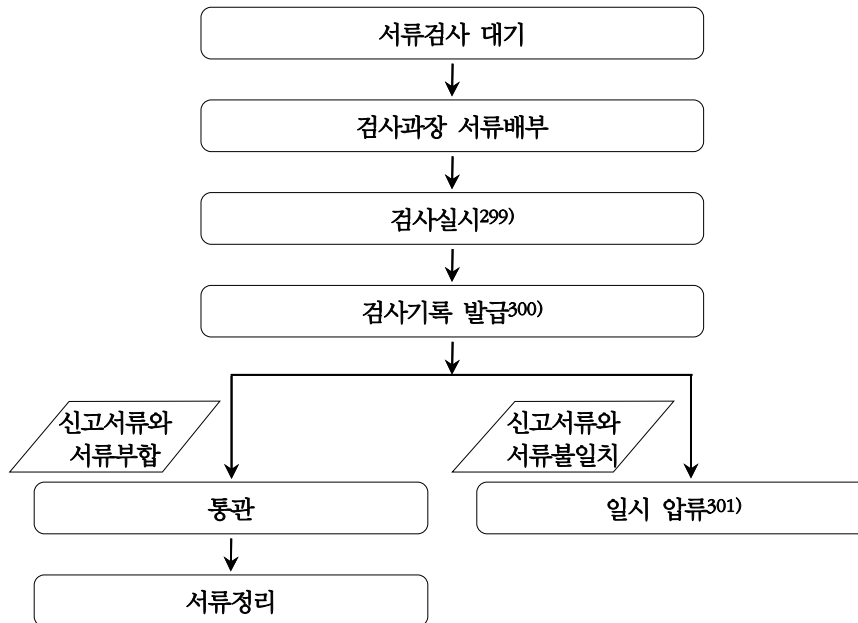 서류검사 대기
검사과장 서류배부
검사실시299)
검사기록 발급300)
신고서류와
서류부합
신고서류와
서류불일치
통관
일시 압류301)
서류정리